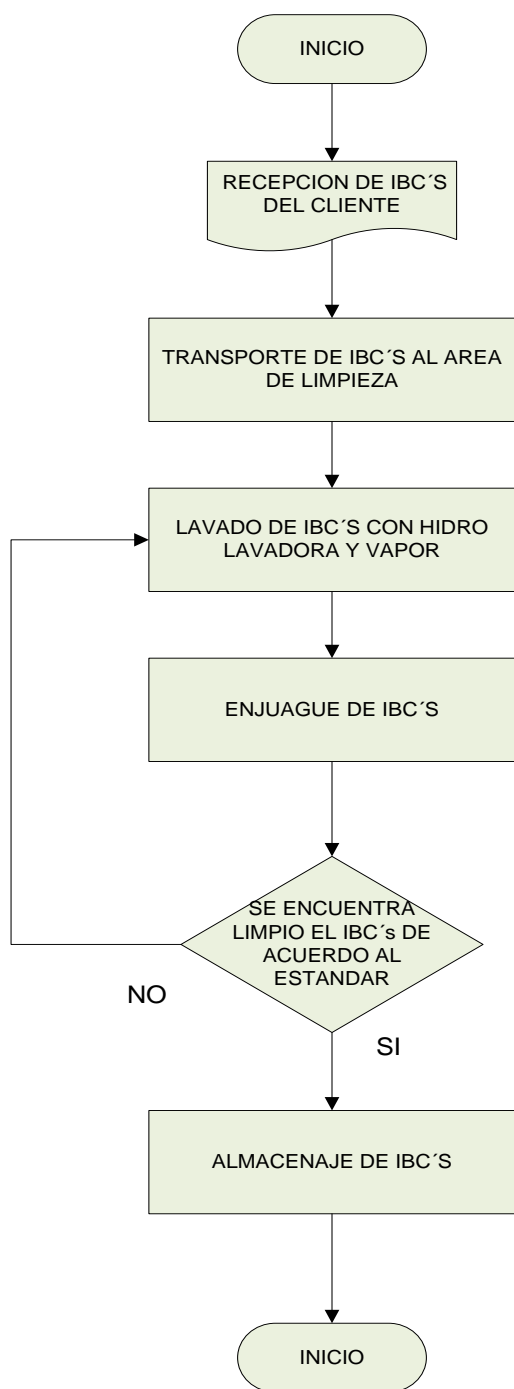 INICIO
RECEPCION DE IBC´S
DEL CLIENTE
TRANSPORTE DE IBC´S AL AREA
DE LIMPIEZA
LAVADO DE IBC´S CON HIDRO
LAVADORA Y VAPOR
ENJUAGUE DE IBC´S
SE ENCUENTRA
LIMPIO EL IBC´s DE
ACUERDO AL
ESTANDAR
NO
SI
ALMACENAJE DE IBC´S
INICIO